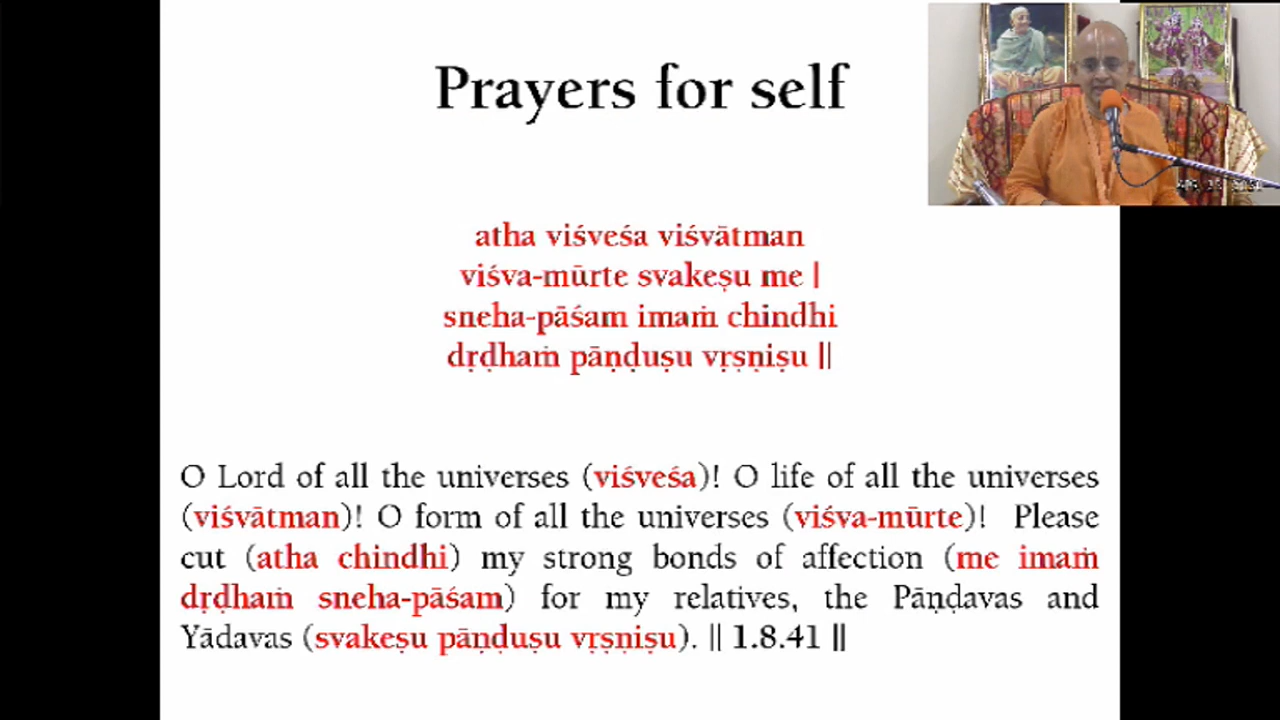 Prayers for self
atha viśveśa viśvātman
viśva-mūrte svakeṣu me |
sneha-pāśam imaṁ chindhi
dṛḍhaṁ pāṇḍuṣu vṛṣṇiṣu ||
O Lord of all the universes (viśveśa)! O life of all the universes
(viśvātman)! O form of all the universes (viśva-mūrte)! Please
cut (atha chindhi) my strong bonds of affection (me imaṁ
dṛḍhaṁ sneha-pāśam) for my relatives, the Pāṇḍavas and
Yādavas (svakeṣu pāṇḍuṣu vṛṣṇiṣu). || 1.8.41 ||